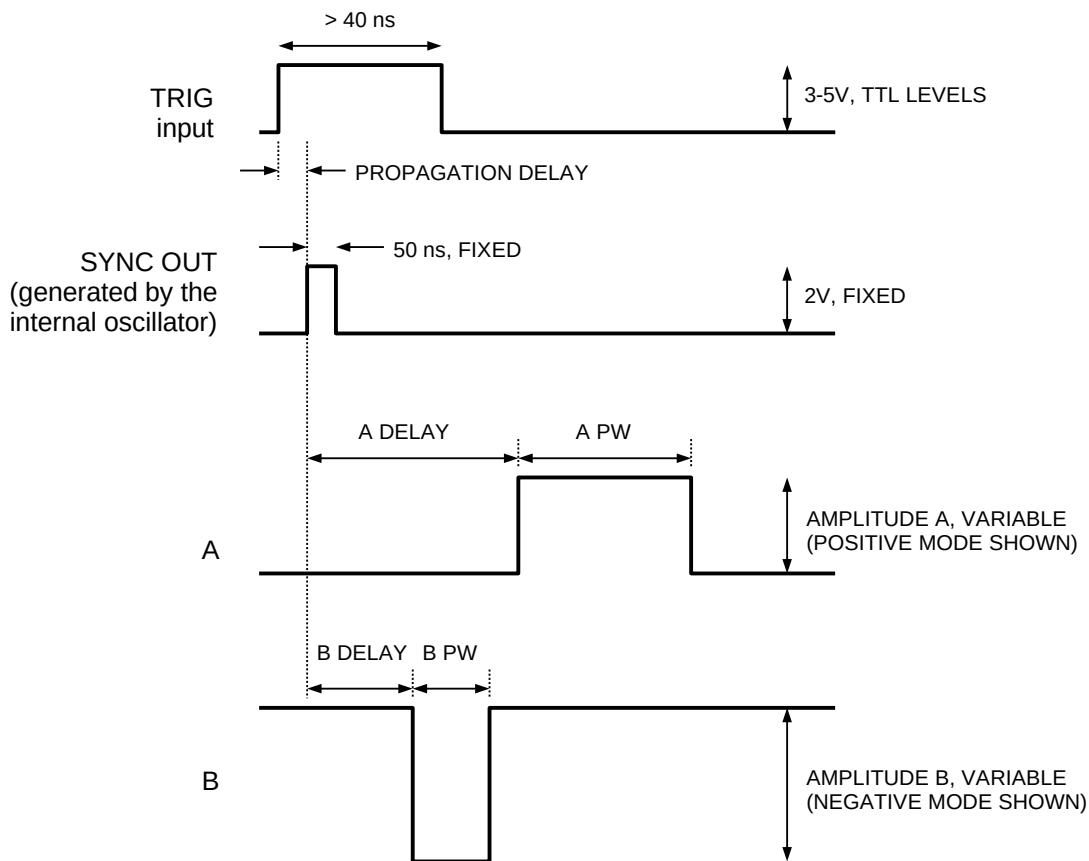 > 40 ns
TRIG
input
3-5V, TTL LEVELS
PROPAGATION DELAY
50 ns, FIXED
SYNC OUT
(generated by the
internal oscillator)
2V, FIXED
A DELAY
A PW
A
AMPLITUDE A, VARIABLE
(POSITIVE MODE SHOWN)
B DELAY
B PW
B
AMPLITUDE B, VARIABLE
(NEGATIVE MODE SHOWN)